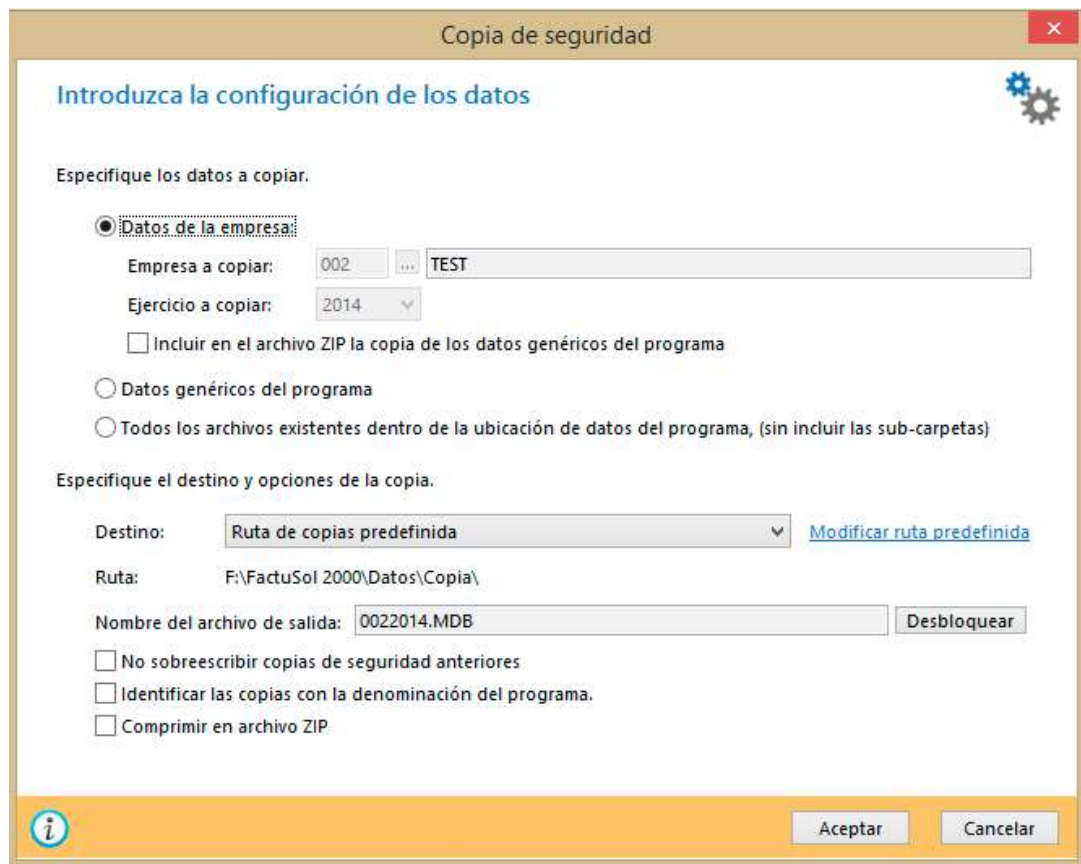 Copia de seguridad
Introduzca la configuración de los datos
Especifique los datos a copiar.
Datos de la empresa:
Empresa a copiar: 002 ... TEST
Ejercicio a copiar: 2014
Incluir en el archivo ZIP la copia de los datos genéricos del programa
Datos genéricos del programa
Todos los archivos existentes dentro de la ubicación de datos del programa, (sin incluir las sub-carpetas)
Especifique el destino y opciones de la copia.
Destino: Ruta de copias predefinida Modificar ruta predefinida
Ruta: F:\FactuSol 2000\Datos\Copia\
Nombre del archivo de salida: 0022014.MDB Desbloquear
No sobreescribir copias de seguridad anteriores
Identificar las copias con la denominación del programa.
Comprimir en archivo ZIP
Aceptar Cancelar